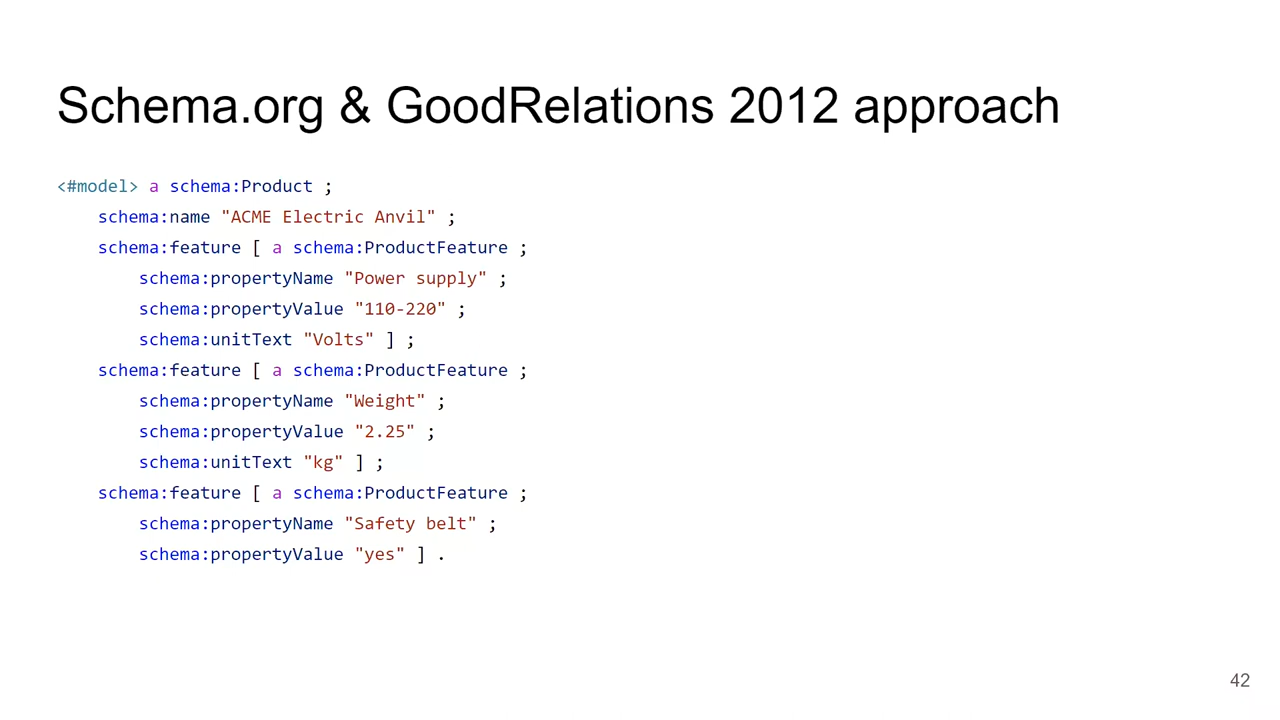 Schema.org & GoodRelations 2012 approach
<#model> a schema:Product ;
schema:name "ACME Electric Anvil" ;
schema:feature [ a schema:ProductFeature ;
schema:propertyName "Power supply" ;
schema:propertyValue "110-220" ;
schema:unitText "Volts" ] ;
schema:feature [ a schema:ProductFeature ;
schema:propertyName "Weight" ;
schema:propertyValue "2.25" ;
schema:unitText "kg" ] ;
schema:feature [ a schema:ProductFeature ;
schema:propertyName "Safety belt" ;
schema:propertyValue "yes" ] .
42